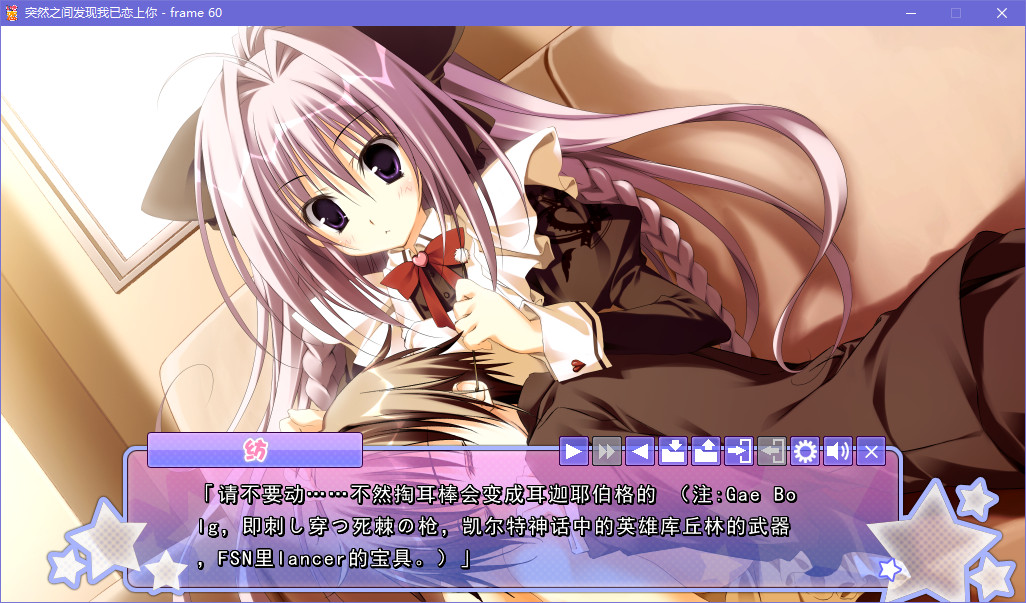 突然之间发现我已恋上你 - frame 60
纺
「请不要动……不然掏耳棒会变成耳迦耶伯格的 （注:Gae Bo
lg，即刺し穿つ死棘の枪，凯尔特神话中的英雄库丘林的武器
，FSN里lancer的宝具。）」